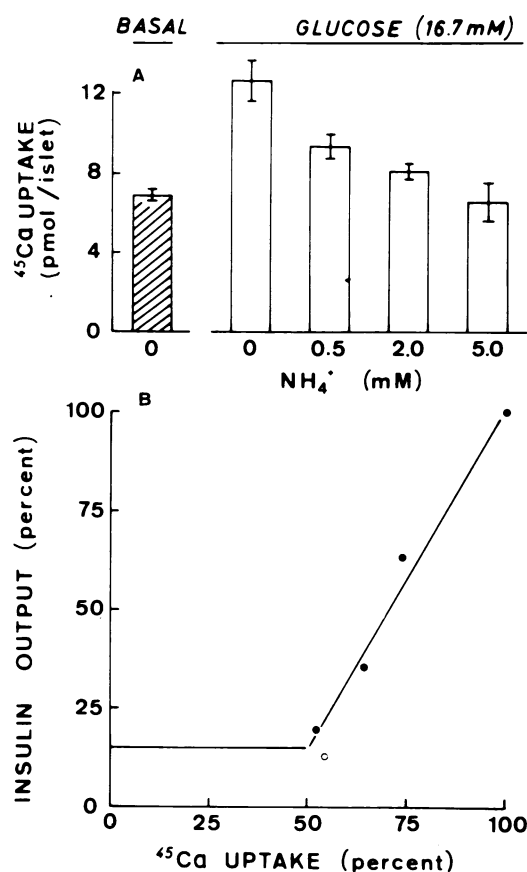 BASAL GLUCOSE (16.7mM)
A
⁴⁵Ca UPTAKE
(pmol/islet)
12
8
4
0
0 0 0.5 2.0 5.0
NH₄⁺ (mM)
B
INSULIN OUTPUT (percent)
100
75
50
25
0
0 25 50 75 100
⁴⁵Ca UPTAKE (percent)